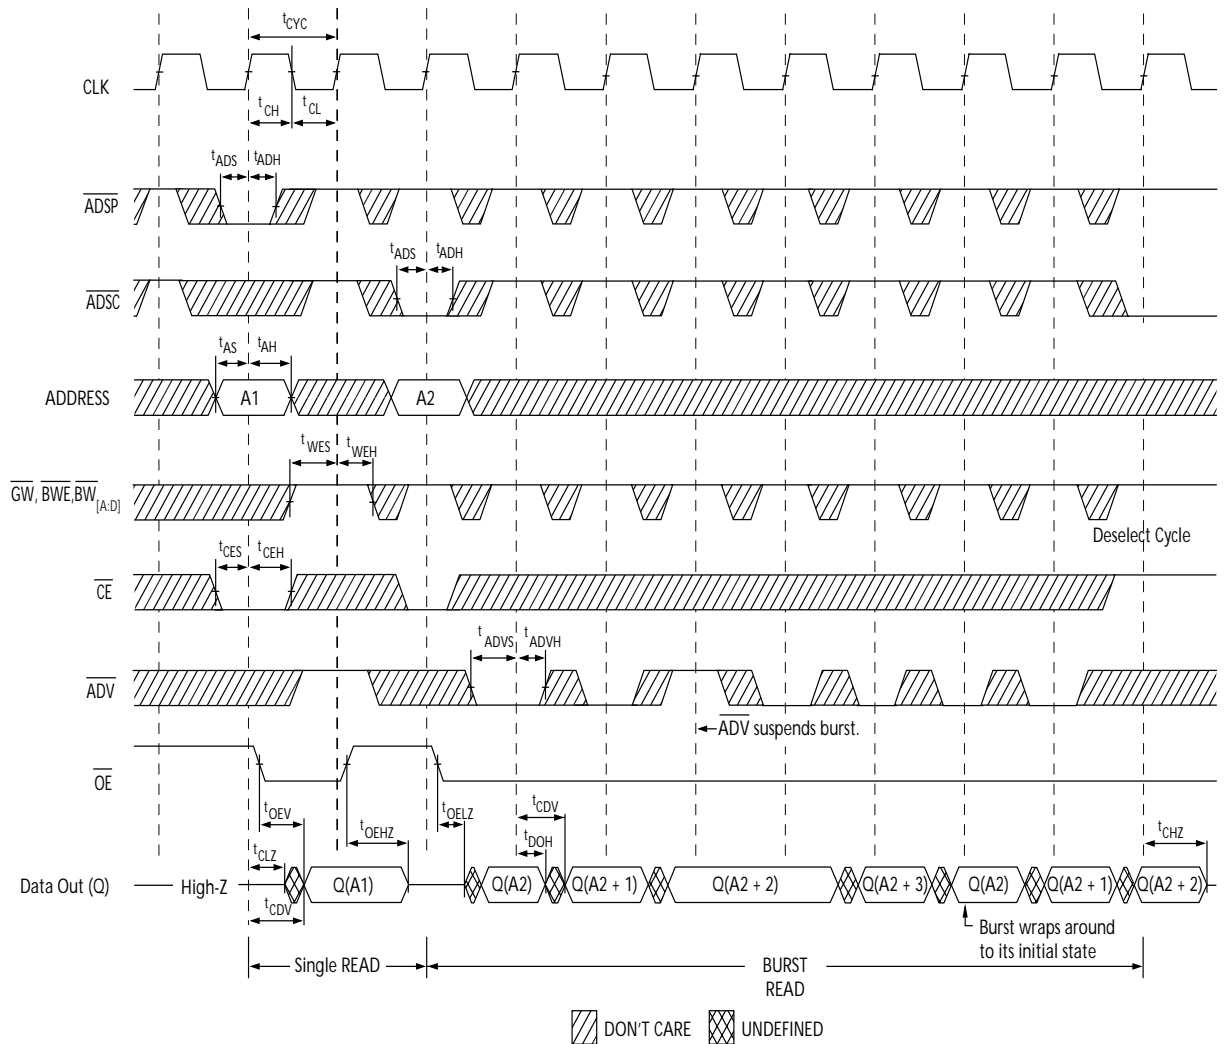 tCYC
CLK
tCH
tCL
tADS
tADH
ADSP
tADS
tADH
ADSC
tAS
tAH
ADDRESS
A1
A2
tWES
tWEH
GW, BWE,BW[A:D]
Deselect Cycle
tCES
tCEH
CE
tADVS
tADVH
ADV
ADV suspends burst.
OE
tOEV
tOEHZ
tOELZ
tCDV
tDOH
tCLZ
tCHZ
Data Out (Q)
High-Z
Q(A1)
Q(A2)
Q(A2 + 1)
Q(A2 + 2)
Q(A2 + 3)
Q(A2)
Q(A2 + 1)
Q(A2 + 2)
tCDV
Burst wraps around
to its initial state
Single READ
BURST
READ
DON'T CARE
UNDEFINED